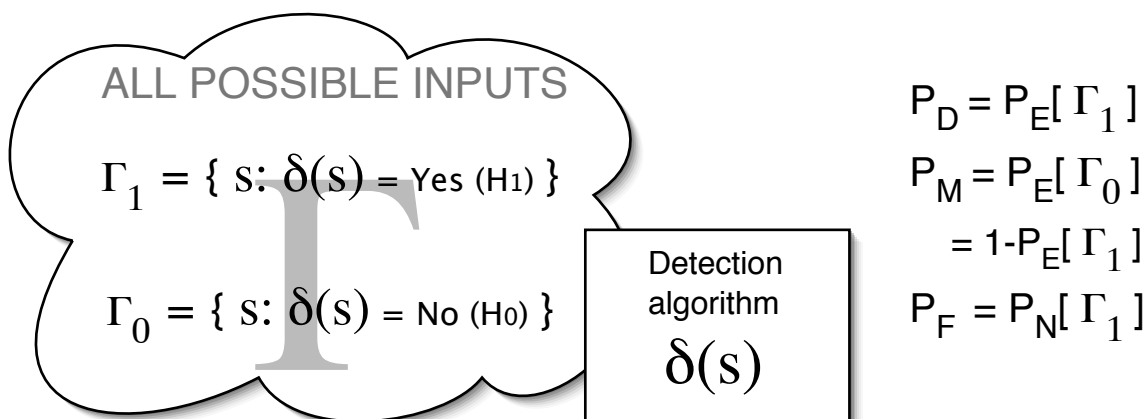 ALL POSSIBLE INPUTS
Γ₁ = { s: δ(s) = Yes (H1) }
Γ
Γ₀ = { s: δ(s) = No (H0) }
Detection
algorithm
δ(s)
P_D = P_E[ Γ₁ ]
P_M = P_E[ Γ₀ ]
= 1-P_E[ Γ₁ ]
P_F = P_N[ Γ₁ ]